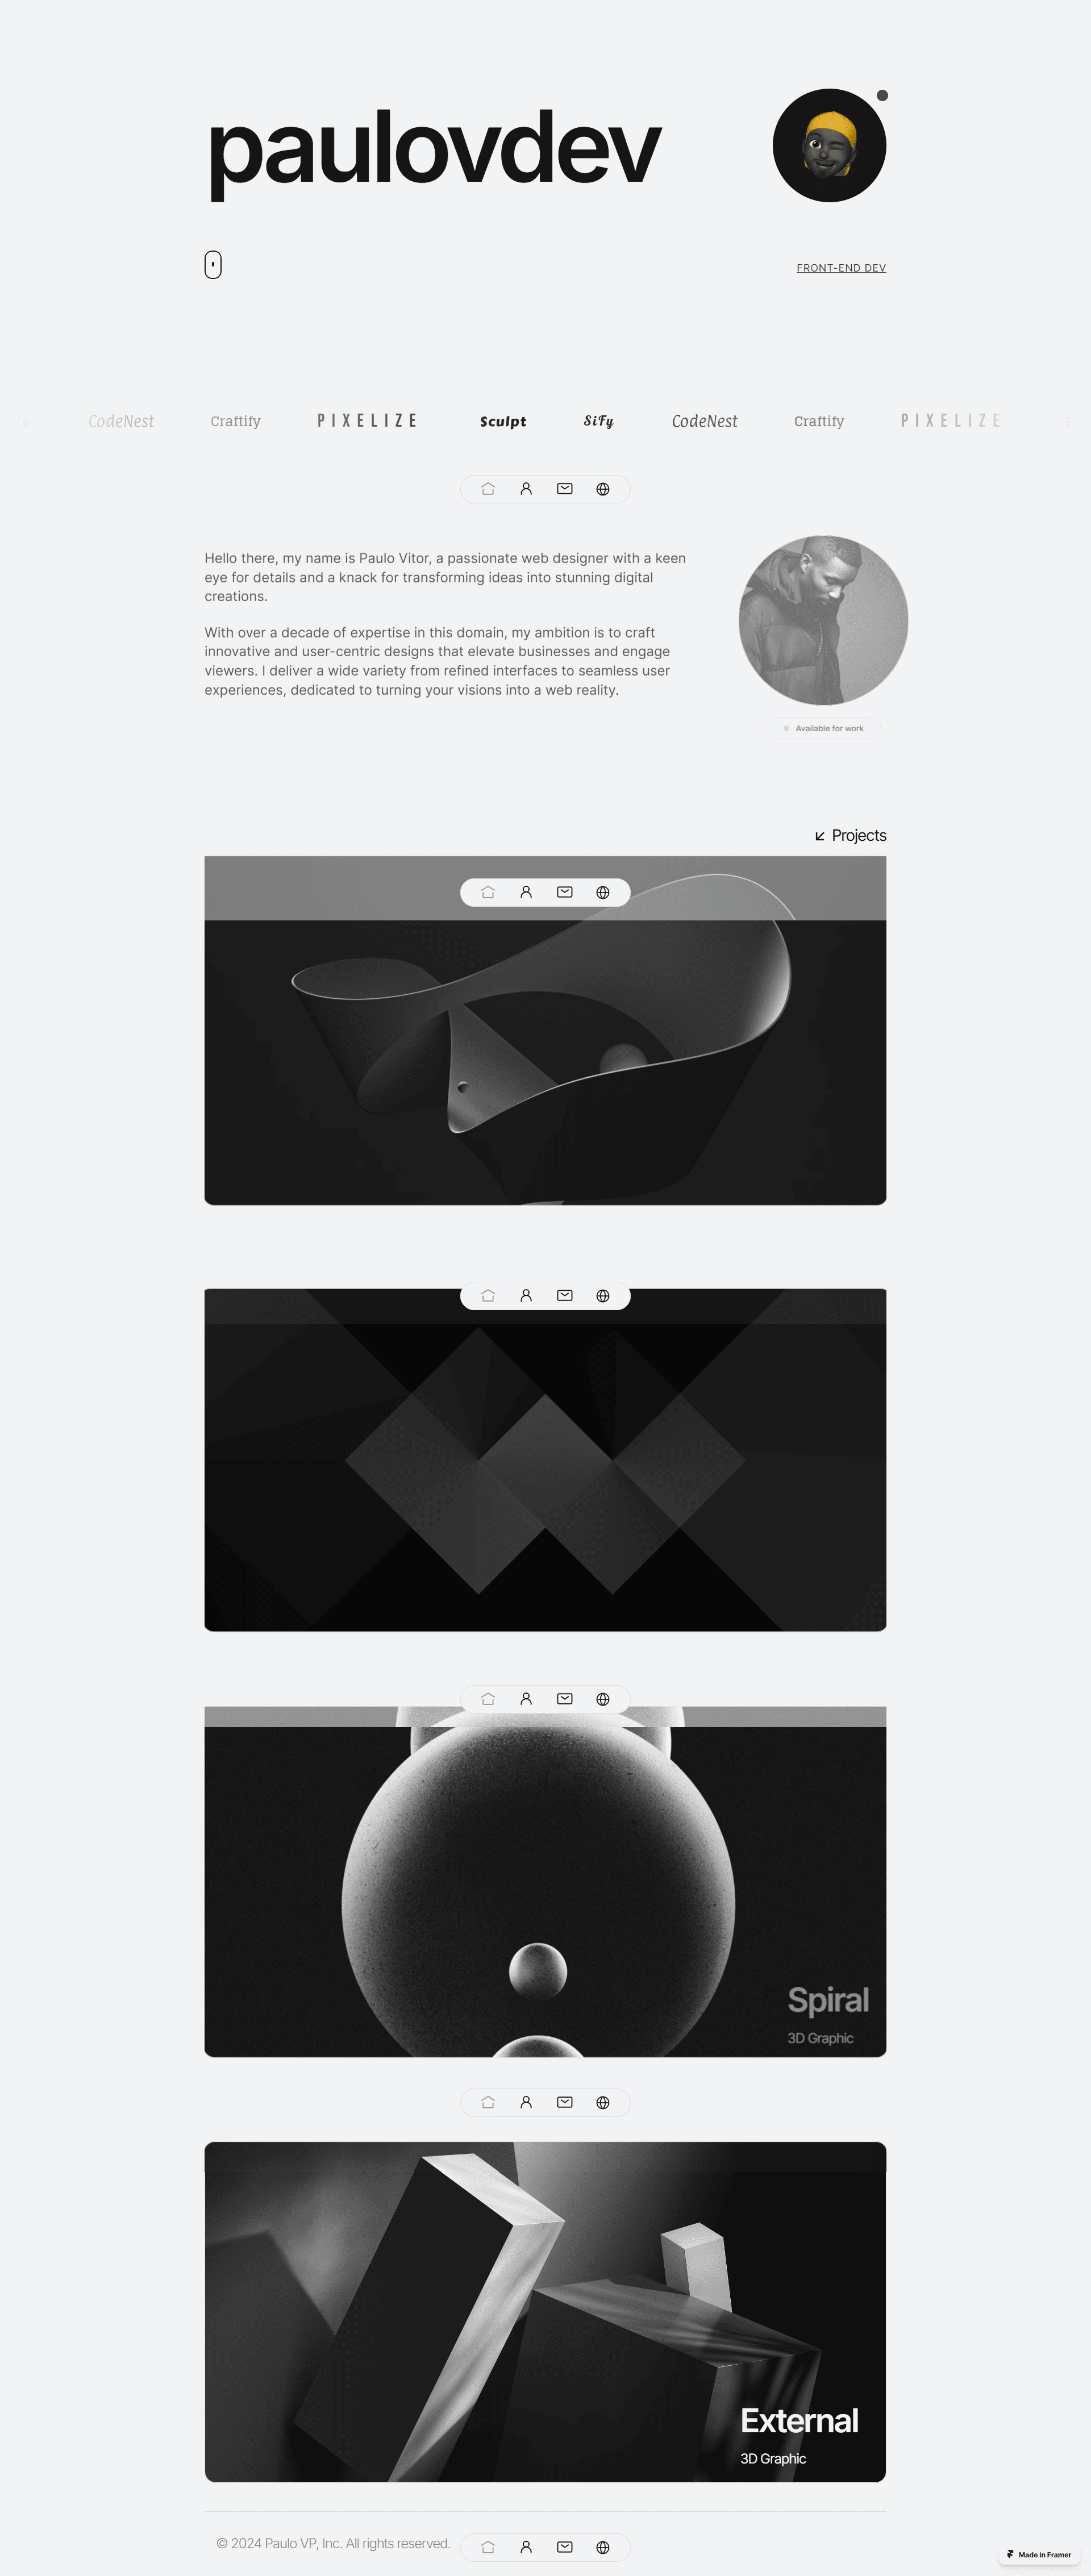 paulovdev
FRONT-END DEV
CodeNest Craftify PIXELIZE Sculpt SiFy CodeNest Craftify PIXELIZE
Hello there, my name is Paulo Vitor, a passionate web designer with a keen
eye for details and a knack for transforming ideas into stunning digital
creations.
With over a decade of expertise in this domain, my ambition is to craft
innovative and user-centric designs that elevate businesses and engage
viewers. I deliver a wide variety from refined interfaces to seamless user
experiences, dedicated to turning your visions into a web reality.
Available for work
Projects
Spiral
3D Graphic
External
3D Graphic
© 2024 Paulo VP, Inc. All rights reserved.
Made in Framer